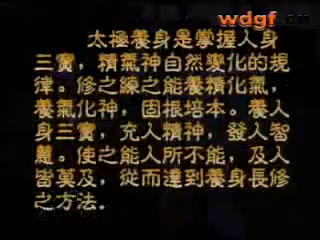 wdgf.cn
太極養身是掌握人身
三寶，精氣神自然變化的規
律。修之練之能養精化氣，
養氣化神，固根培本。養人
身三寶，充人精神，發人智
慧。使之能人所不能，及人
皆莫及，從而達到養身長修
之方法.